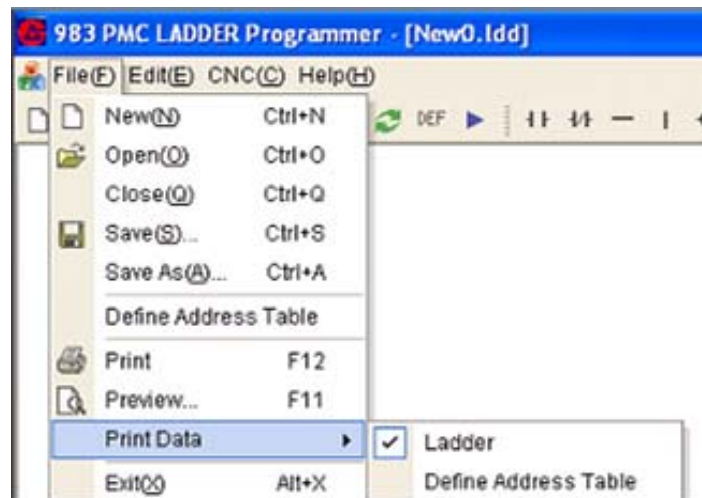 983 PMC LADDER Programmer - [New0.ldd]
File(F) Edit(E) CNC(C) Help(H)
DEF
New(N) Ctrl+N
Open(O) Ctrl+O
Close(Q) Ctrl+Q
Save(S)... Ctrl+S
Save As(A)... Ctrl+A
Define Address Table
Print F12
Preview... F11
Print Data
Ladder
Exit(X) Alt+X
Define Address Table